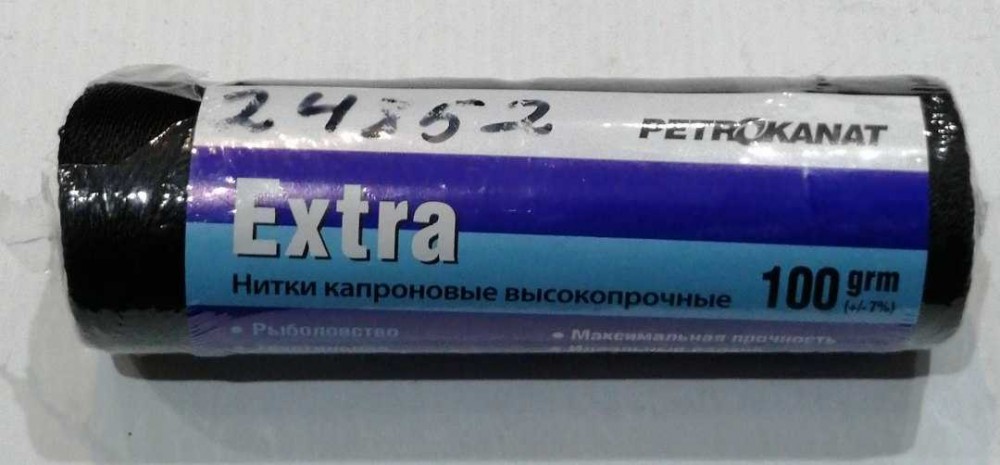 24852
PETROKANAT
Extra
Нитки капроновые высокопрочные
100 grm
(+/-7%)
• Рыболовство
• Максимальная прочность